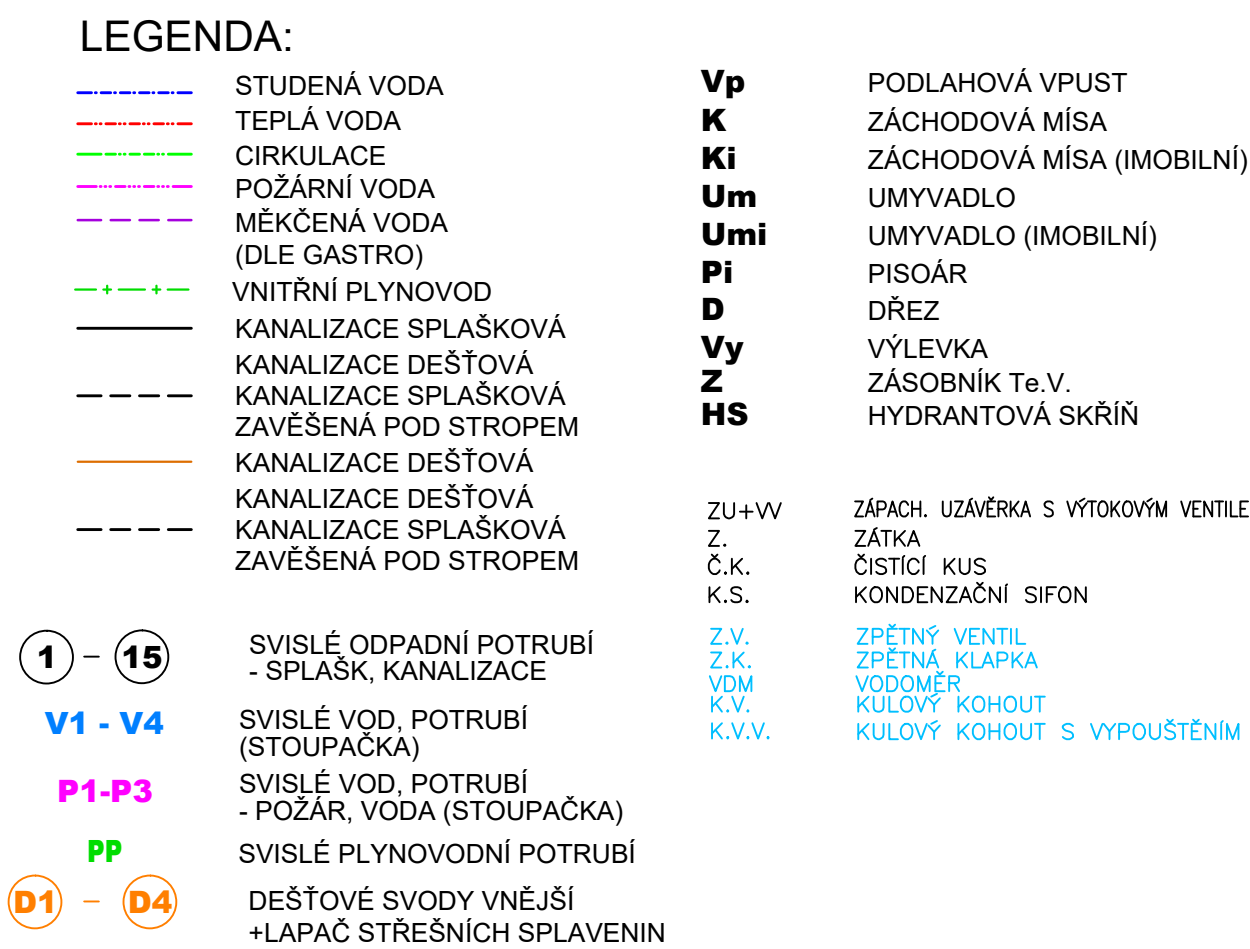 LEGENDA:
STUDENÁ VODA
TEPLÁ VODA
CIRKULACE
POŽÁRNÍ VODA
MĚKČENÁ VODA
(DLE GASTRO)
VNITŘNÍ PLYNOVOD
KANALIZACE SPLAŠKOVÁ
KANALIZACE DEŠŤOVÁ
KANALIZACE SPLAŠKOVÁ
ZAVĚŠENÁ POD STROPEM
KANALIZACE DEŠŤOVÁ
KANALIZACE DEŠŤOVÁ
KANALIZACE SPLAŠKOVÁ
ZAVĚŠENÁ POD STROPEM
1 – 15 SVISLÉ ODPADNÍ POTRUBÍ
- SPLAŠK, KANALIZACE
V1 - V4 SVISLÉ VOD, POTRUBÍ
(STOUPAČKA)
P1-P3 SVISLÉ VOD, POTRUBÍ
- POŽÁR, VODA (STOUPAČKA)
PP SVISLÉ PLYNOVODNÍ POTRUBÍ
D1 – D4 DEŠŤOVÉ SVODY VNĚJŠÍ
+LAPAČ STŘEŠNÍCH SPLAVENIN
Vp PODLAHOVÁ VPUST
K ZÁCHODOVÁ MÍSA
Ki ZÁCHODOVÁ MÍSA (IMOBILNÍ)
Um UMYVADLO
Umi UMYVADLO (IMOBILNÍ)
Pi PISOÁR
D DŘEZ
Vy VÝLEVKA
Z ZÁSOBNÍK Te.V.
HS HYDRANTOVÁ SKŘÍŇ
ZU+VV ZÁPACH. UZÁVĚRKA S VÝTOKOVÝM VENTILE
Z. ZÁTKA
Č.K. ČISTÍCÍ KUS
K.S. KONDENZAČNÍ SIFON
Z.V. ZPĚTNÝ VENTIL
Z.K. ZPĚTNÁ KLAPKA
VDM VODOMĚR
K.V. KULOVÝ KOHOUT
K.V.V. KULOVÝ KOHOUT S VYPOUŠTĚNÍM